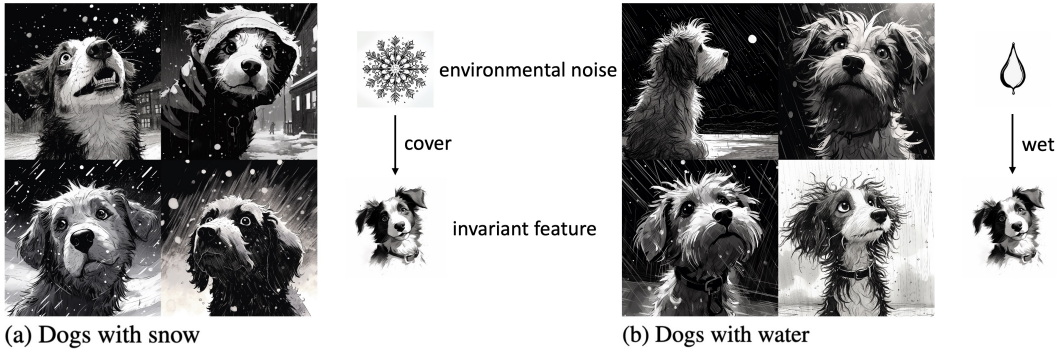 environmental noise
cover
invariant feature
wet
(a) Dogs with snow
(b) Dogs with water